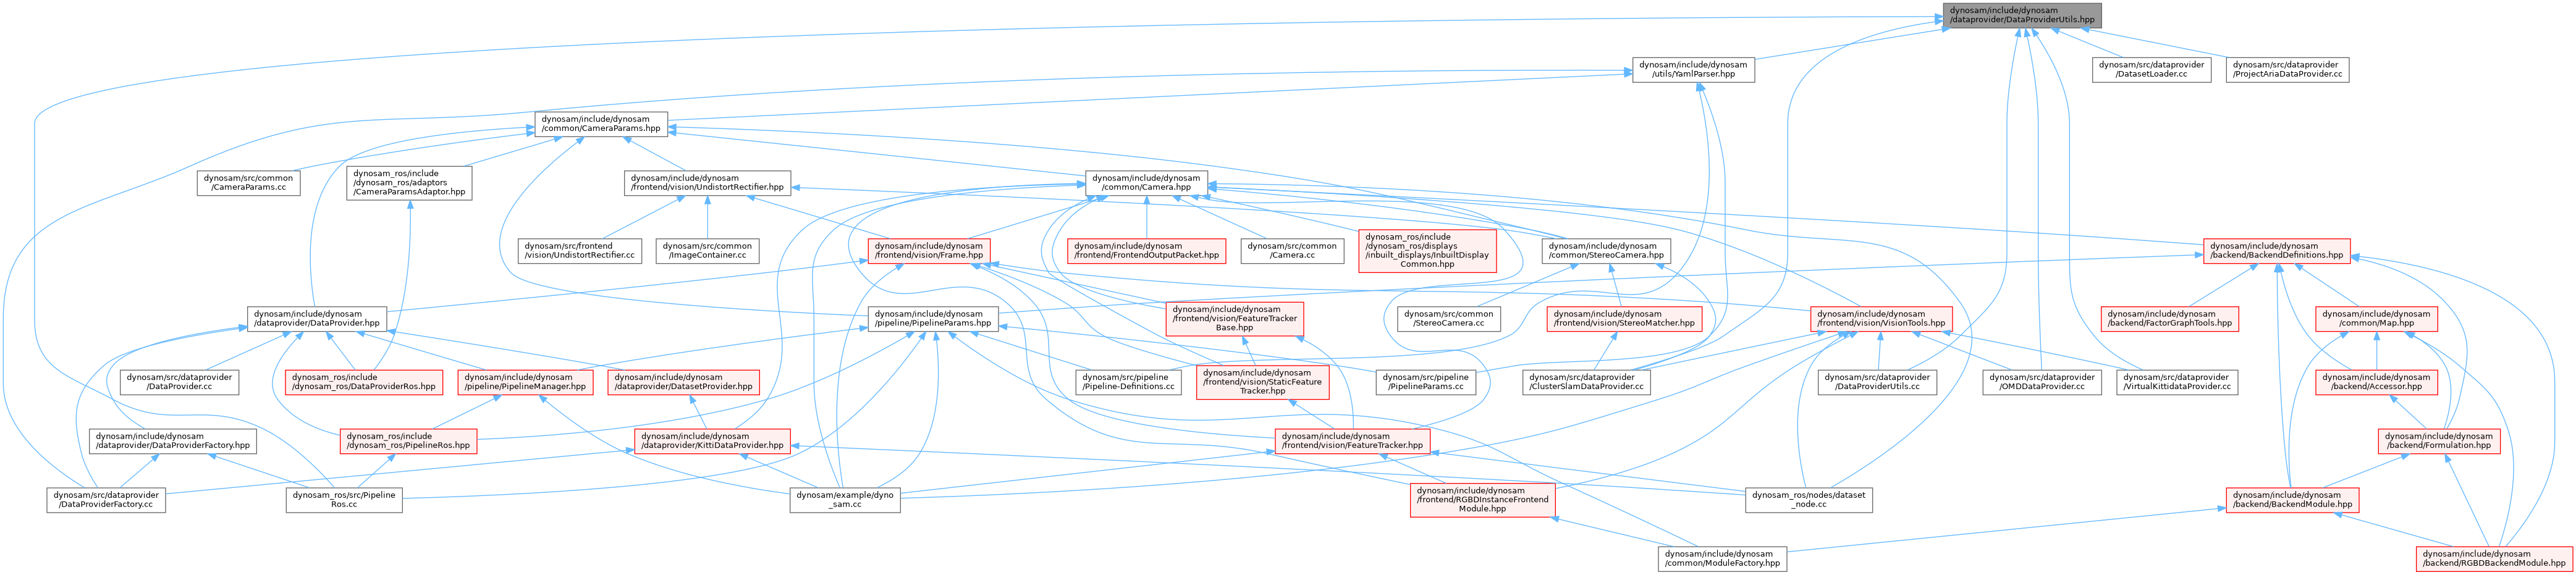 dynosam/include/dynosam
/dataprovider/DataProviderUtils.hpp
dynosam/include/dynosam
/utils/YamlParser.hpp
dynosam/src/dataprovider
/DatasetLoader.cc
dynosam/src/dataprovider
/ProjectAriaDataProvider.cc
dynosam/include/dynosam
/common/CameraParams.hpp
dynosam/src/common
/CameraParams.cc
dynosam_ros/include
/dynosam_ros/adaptors
/CameraParamsAdaptor.hpp
dynosam/include/dynosam
/frontend/vision/UndistortRectifier.hpp
dynosam/include/dynosam
/common/Camera.hpp
dynosam/src/frontend
/vision/UndistortRectifier.cc
dynosam/src/common
/ImageContainer.cc
dynosam/include/dynosam
/frontend/vision/Frame.hpp
dynosam/include/dynosam
/frontend/FrontendOutputPacket.hpp
dynosam/src/common
/Camera.cc
dynosam_ros/include
/dynosam_ros/displays
/inbuilt_displays/InbuiltDisplay
Common.hpp
dynosam/include/dynosam
/common/StereoCamera.hpp
dynosam/include/dynosam
/backend/BackendDefinitions.hpp
dynosam/include/dynosam
/dataprovider/DataProvider.hpp
dynosam/include/dynosam
/pipeline/PipelineParams.hpp
dynosam/include/dynosam
/frontend/vision/FeatureTracker
Base.hpp
dynosam/src/common
/StereoCamera.cc
dynosam/include/dynosam
/frontend/vision/StereoMatcher.hpp
dynosam/include/dynosam
/frontend/vision/VisionTools.hpp
dynosam/include/dynosam
/backend/FactorGraphTools.hpp
dynosam/include/dynosam
/common/Map.hpp
dynosam/src/dataprovider
/DataProvider.cc
dynosam_ros/include
/dynosam_ros/DataProviderRos.hpp
dynosam/include/dynosam
/pipeline/PipelineManager.hpp
dynosam/include/dynosam
/dataprovider/DatasetProvider.hpp
dynosam/src/pipeline
/Pipeline-Definitions.cc
dynosam/include/dynosam
/frontend/vision/StaticFeature
Tracker.hpp
dynosam/src/pipeline
/PipelineParams.cc
dynosam/src/dataprovider
/ClusterSlamDataProvider.cc
dynosam/src/dataprovider
/DataProviderUtils.cc
dynosam/src/dataprovider
/OMDDataProvider.cc
dynosam/src/dataprovider
/VirtualKittidataProvider.cc
dynosam/include/dynosam
/backend/Accessor.hpp
dynosam/include/dynosam
/dataprovider/DataProviderFactory.hpp
dynosam_ros/include
/dynosam_ros/PipelineRos.hpp
dynosam/include/dynosam
/dataprovider/KittiDataProvider.hpp
dynosam/include/dynosam
/frontend/vision/FeatureTracker.hpp
dynosam/include/dynosam
/backend/Formulation.hpp
dynosam/src/dataprovider
/DataProviderFactory.cc
dynosam_ros/src/Pipeline
Ros.cc
dynosam/example/dyno
_sam.cc
dynosam/include/dynosam
/frontend/RGBDInstanceFrontend
Module.hpp
dynosam_ros/nodes/dataset
_node.cc
dynosam/include/dynosam
/backend/BackendModule.hpp
dynosam/include/dynosam
/common/ModuleFactory.hpp
dynosam/include/dynosam
/backend/RGBDBackendModule.hpp